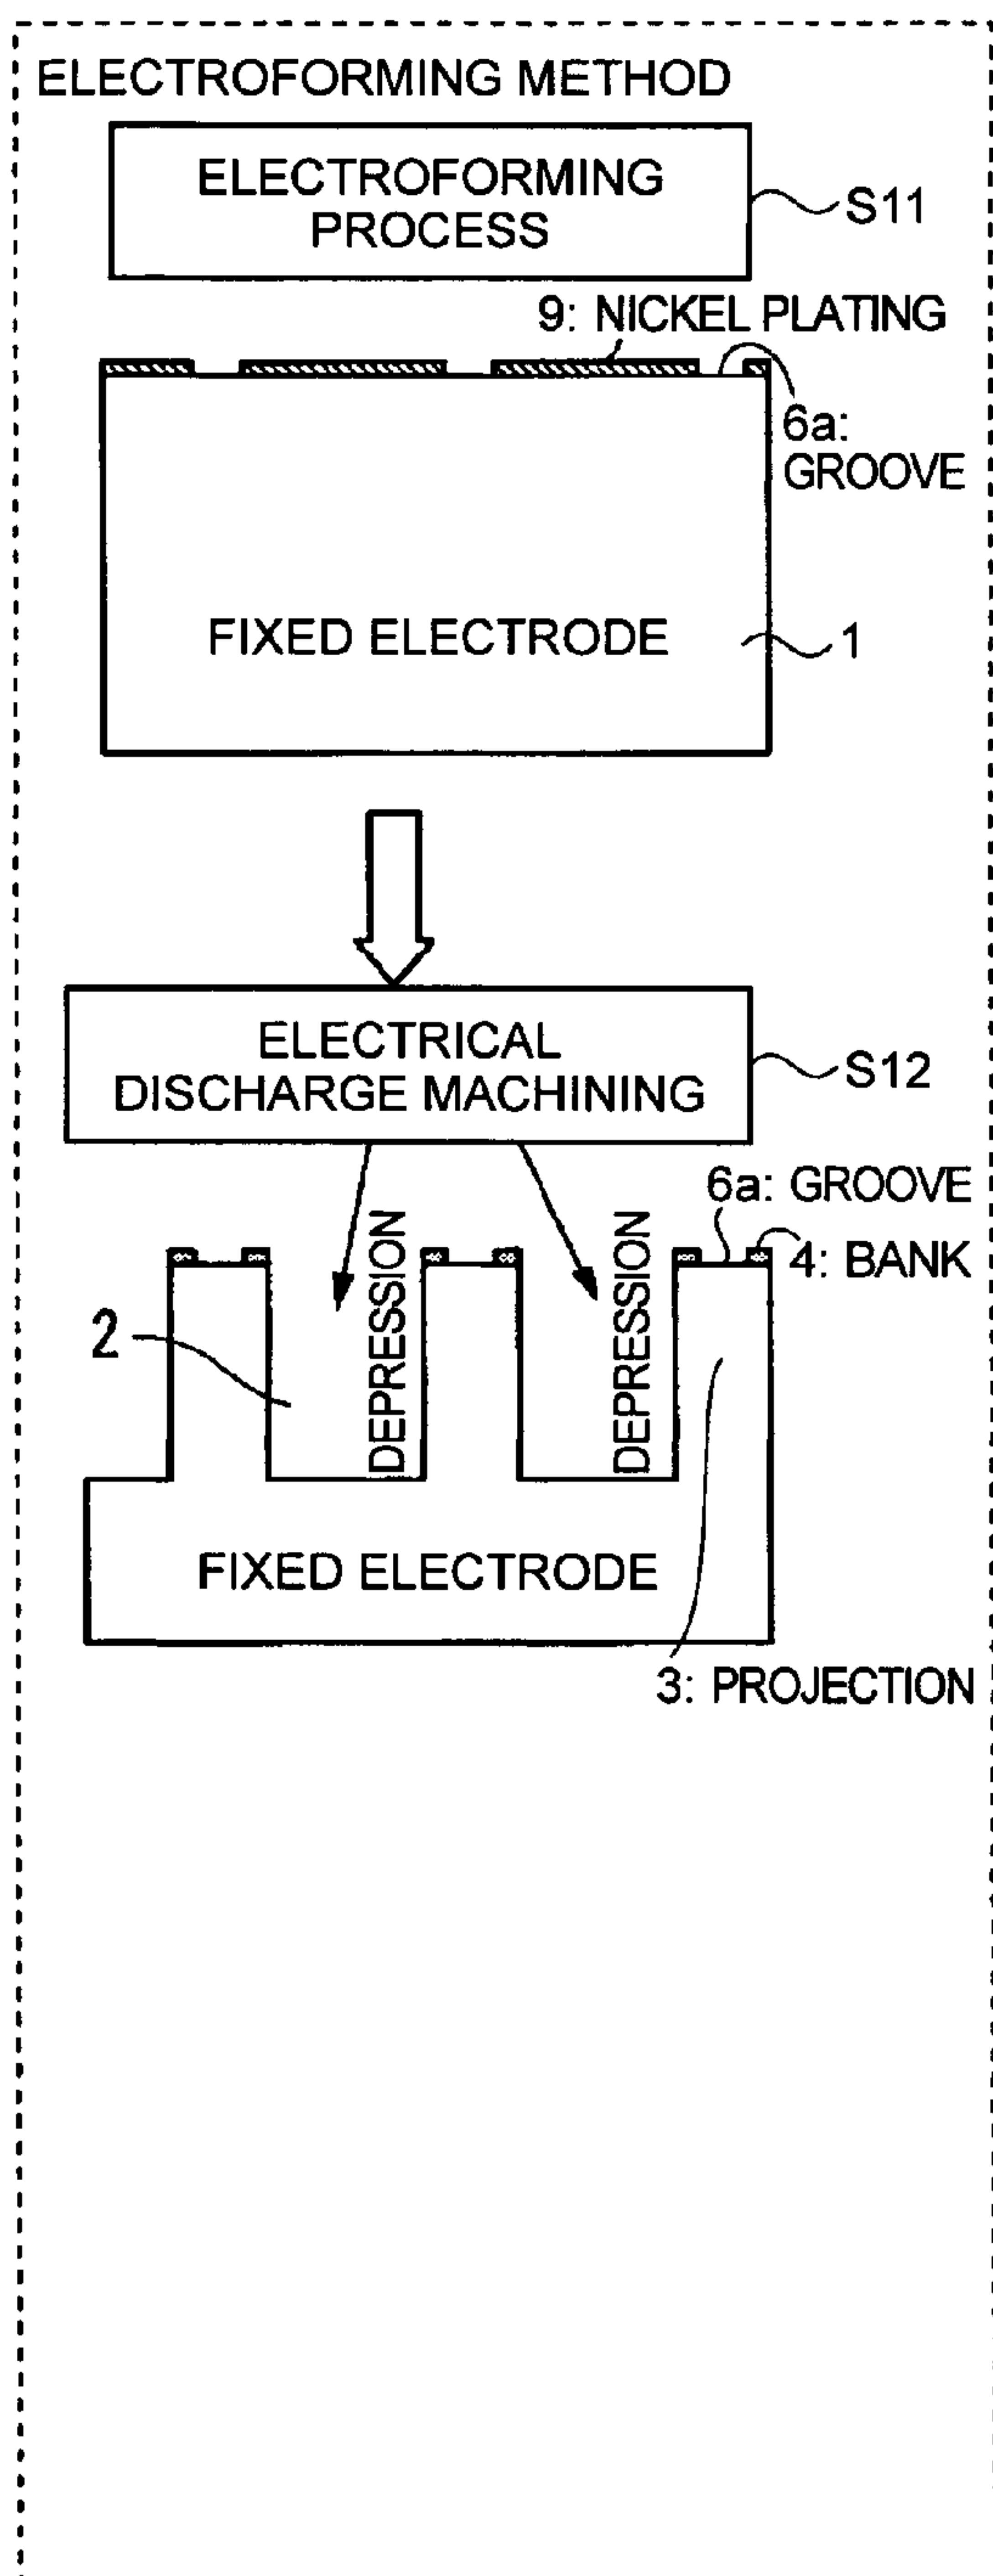 ELECTROFORMING METHOD
ELECTROFORMING
PROCESS
S11
9: NICKEL PLATING
6a:
GROOVE
FIXED ELECTRODE
1
ELECTRICAL
DISCHARGE MACHINING
S12
6a: GROOVE
4: BANK
2
DEPRESSION
DEPRESSION
FIXED ELECTRODE
3: PROJECTION